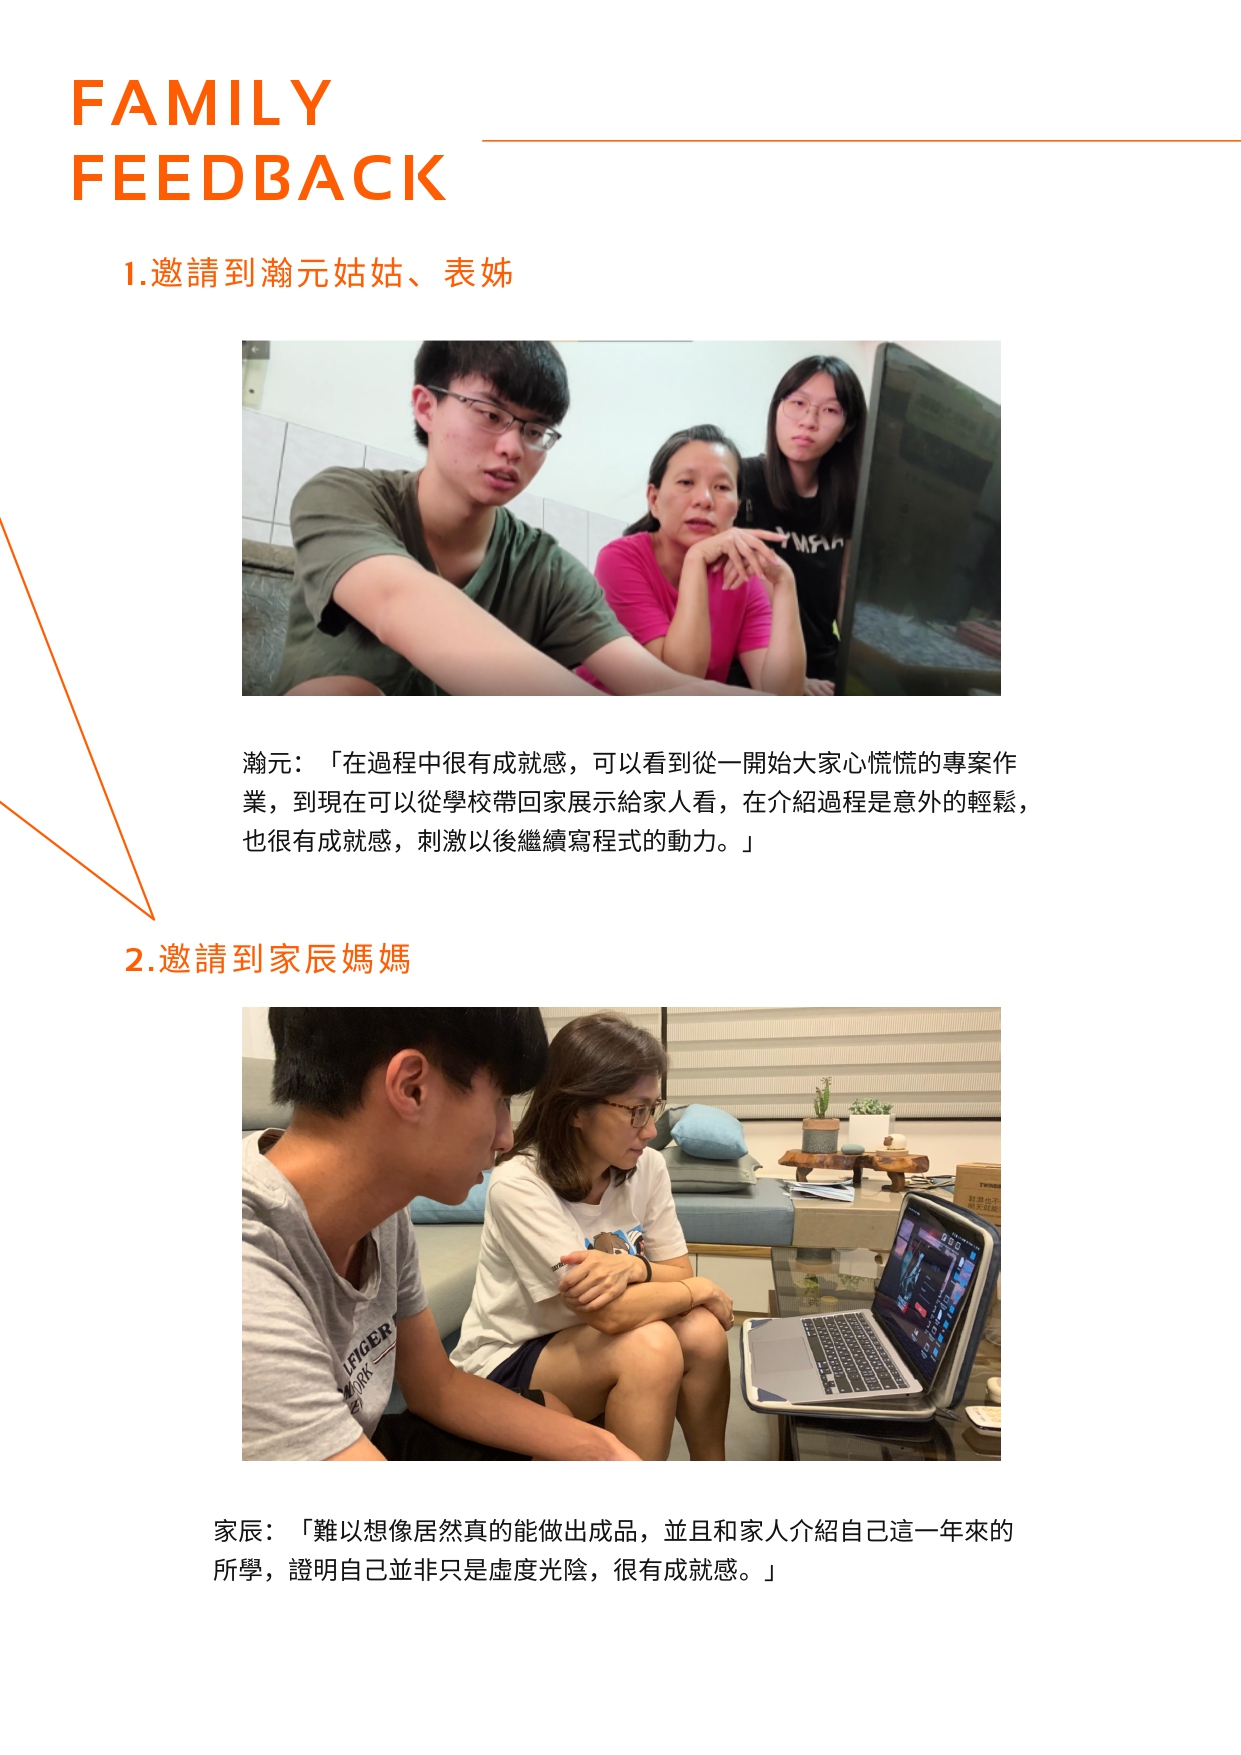 FAMILY
FEEDBACK
1.邀請到瀚元姑姑、表姊
ARMY
瀚元：「在過程中很有成就感，可以看到從一開始大家心慌慌的專案作
業，到現在可以從學校帶回家展示給家人看，在介紹過程是意外的輕鬆，
也很有成就感，刺激以後繼續寫程式的動力。」
2.邀請到家辰媽媽
LFIGER
家辰：「難以想像居然真的能做出成品，並且和家人介紹自己這一年來的
所學，證明自己並非只是虛度光陰，很有成就感。」